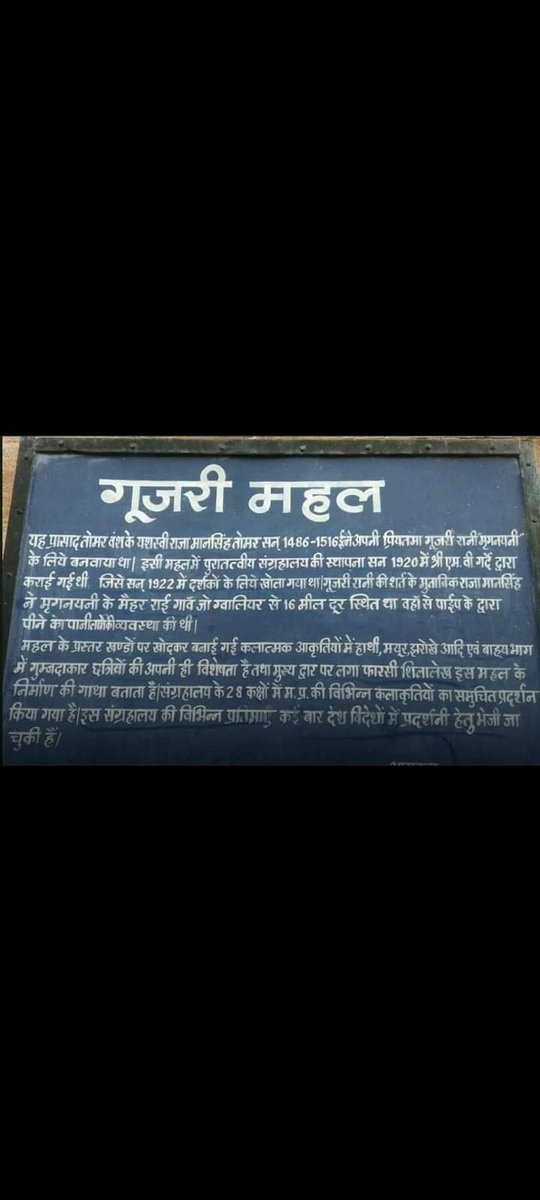 गूजरी महल
यह प्रासाद तोमर वंश के यशस्वी राजा मानसिंह तोमर सन् 1486-1516 ई ने अपनी प्रियतमा गूजरी रानी मृगनयनी
के लिये बनवाया था| इसी महल में पुरातत्वीय संग्रहालय की स्थापना सन 1920 में श्री एम. वी गर्दे द्वारा
कराई गई थी जिसे सन् 1922 में दर्शकों के लिये खोला गया था|गूजरी रानी की शर्त के मुताबिक राजा मानसिंह
ने मृगनयनी के मैहर राई गाँव जो ग्वालियर से 16 मील दूर स्थित था वहाँ से पाईप के द्वारा
पीने का पानी लाने की व्यवस्था की थी|
महल के प्रस्तर खण्डों पर खोदकर बनाई गई कलात्मक आकृतियों में हाथी, मयूर, झरोखे आदि एवं बाहय भाग
में गुम्बदाकार छत्रियों की अपनी ही विशेषता है तथा मुख्य द्वार पर लगा फारसी शिलालेख इस महल के
निर्माण की गाथा बताता है|संग्रहालय के 28 कक्षों में म. प्र. की विभिन्न कलाकृतियों का समुचित प्रदर्शन
किया गया है|इस संग्रहालय की विभिन्न प्रतिमाएं कई बार देश विदेशों में प्रदर्शनी हेतु भेजी जा
चुकी हैं|